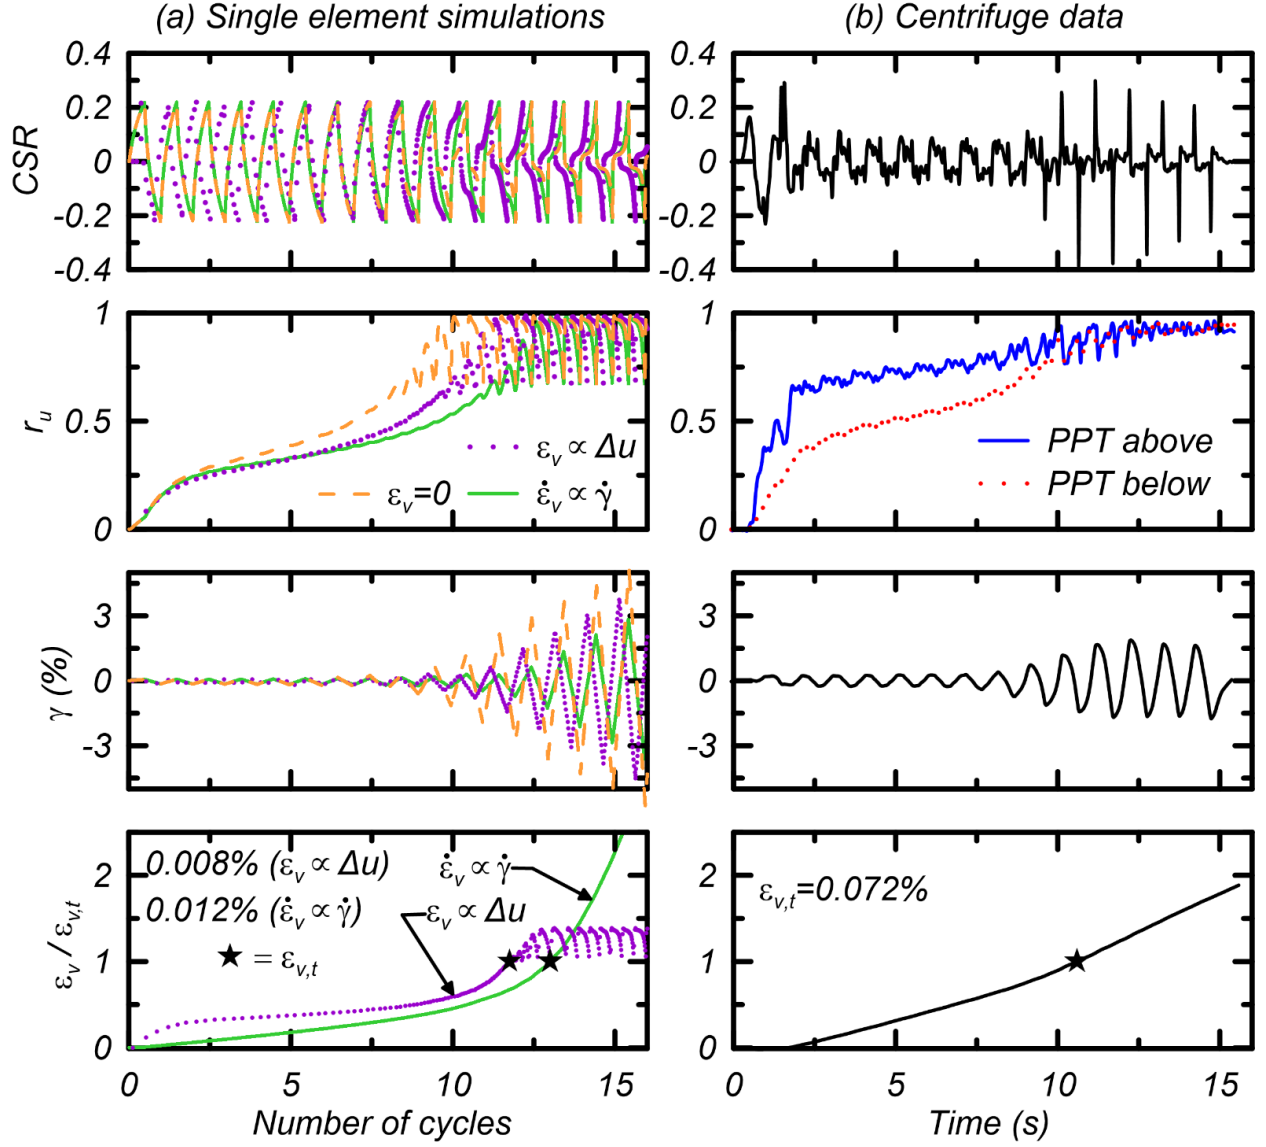 (a) Single element simulations
(b) Centrifuge data
CSR
0.4
0.2
0
-0.2
-0.4
0.4
0.2
0
-0.2
-0.4
r_u
1
0.5
0
ε_v ∝ Δu
ε_v=0
ε̇_v ∝ γ̇
1
0.5
0
PPT above
PPT below
γ (%)
3
0
-3
3
0
-3
ε_v / ε_v,t
2
1
0
0.008% (ε_v ∝ Δu)
0.012% (ε̇_v ∝ γ̇)
★ = ε_v,t
ε̇_v ∝ γ̇
ε_v ∝ Δu
0 5 10 15
Number of cycles
2
1
0
ε_v,t=0.072%
0 5 10 15
Time (s)